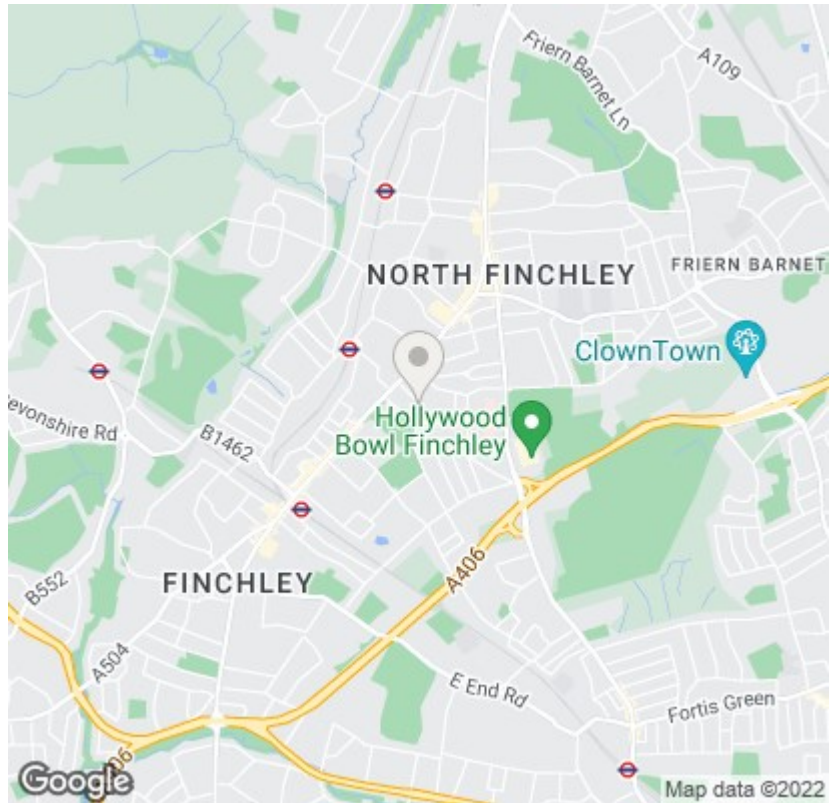 Friern Barnet Ln
A109
NORTH FINCHLEY
FRIERN BARNET
ClownTown
Devonshire Rd
B1462
Hollywood
Bowl Finchley
A406
FINCHLEY
B552
A504
E End Rd
Fortis Green
Google
Map data ©2022